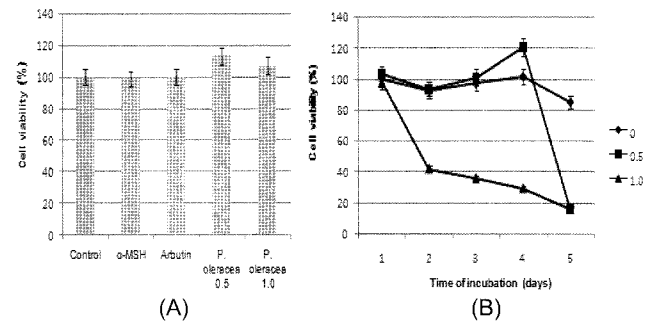 140
120
100
80
60
40
20
0
Cell viability (%)
Control α-MSH Arbutin P. oleracea 0.5 P. oleracea 1.0
(A)
140
120
100
80
60
40
20
0
Cell viability (%)
1 2 3 4 5
Time of incubation (days)
0
0.5
1.0
(B)